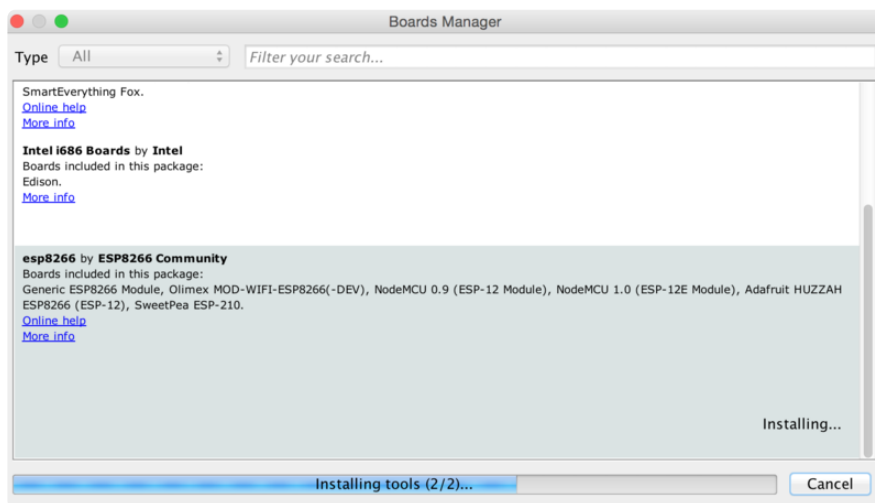 Boards Manager
Type All Filter your search...
SmartEverything Fox.
Online help
More info
Intel i686 Boards by Intel
Boards included in this package:
Edison.
More info
esp8266 by ESP8266 Community
Boards included in this package:
Generic ESP8266 Module, Olimex MOD-WIFI-ESP8266(-DEV), NodeMCU 0.9 (ESP-12 Module), NodeMCU 1.0 (ESP-12E Module), Adafruit HUZZAH
ESP8266 (ESP-12), SweetPea ESP-210.
Online help
More info
Installing...
Installing tools (2/2)... Cancel